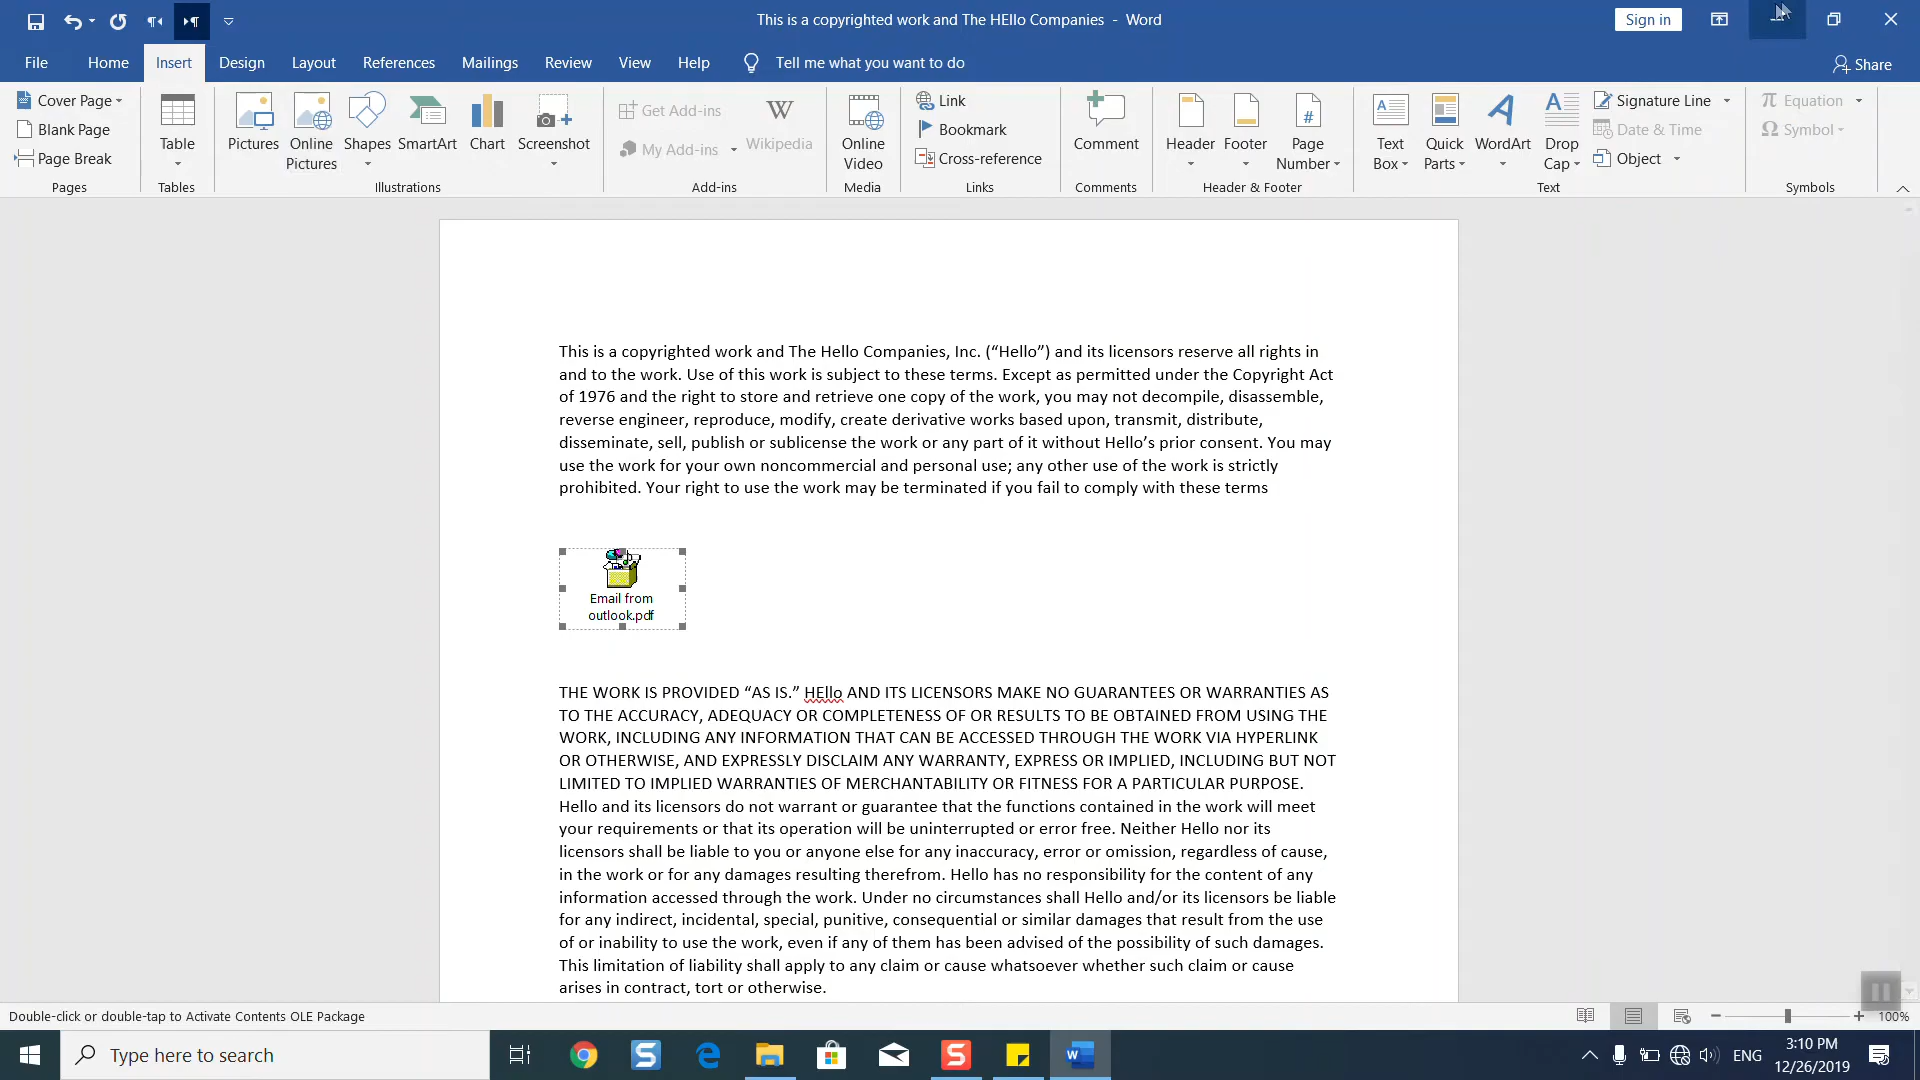 This is a copyrighted work and The HEllo Companies - Word
Sign in
File Home Insert Design Layout References Mailings Review View Help Tell me what you want to do Share
Cover Page
Blank Page
Page Break
Pages
Table
Tables
Pictures
Online Pictures
Shapes
SmartArt
Chart
Screenshot
Illustrations
Get Add-ins
My Add-ins
Wikipedia
Add-ins
Online Video
Media
Link
Bookmark
Cross-reference
Links
Comment
Comments
Header
Footer
Page Number
Header & Footer
Text Box
Quick Parts
WordArt
Drop Cap
Signature Line
Date & Time
Object
Text
Equation
Symbol
Symbols
This is a copyrighted work and The Hello Companies, Inc. (“Hello”) and its licensors reserve all rights in
and to the work. Use of this work is subject to these terms. Except as permitted under the Copyright Act
of 1976 and the right to store and retrieve one copy of the work, you may not decompile, disassemble,
reverse engineer, reproduce, modify, create derivative works based upon, transmit, distribute,
disseminate, sell, publish or sublicense the work or any part of it without Hello’s prior consent. You may
use the work for your own noncommercial and personal use; any other use of the work is strictly
prohibited. Your right to use the work may be terminated if you fail to comply with these terms
Email from
outlook.pdf
THE WORK IS PROVIDED “AS IS.” HEllo AND ITS LICENSORS MAKE NO GUARANTEES OR WARRANTIES AS
TO THE ACCURACY, ADEQUACY OR COMPLETENESS OF OR RESULTS TO BE OBTAINED FROM USING THE
WORK, INCLUDING ANY INFORMATION THAT CAN BE ACCESSED THROUGH THE WORK VIA HYPERLINK
OR OTHERWISE, AND EXPRESSLY DISCLAIM ANY WARRANTY, EXPRESS OR IMPLIED, INCLUDING BUT NOT
LIMITED TO IMPLIED WARRANTIES OF MERCHANTABILITY OR FITNESS FOR A PARTICULAR PURPOSE.
Hello and its licensors do not warrant or guarantee that the functions contained in the work will meet
your requirements or that its operation will be uninterrupted or error free. Neither Hello nor its
licensors shall be liable to you or anyone else for any inaccuracy, error or omission, regardless of cause,
in the work or for any damages resulting therefrom. Hello has no responsibility for the content of any
information accessed through the work. Under no circumstances shall Hello and/or its licensors be liable
for any indirect, incidental, special, punitive, consequential or similar damages that result from the use
of or inability to use the work, even if any of them has been advised of the possibility of such damages.
This limitation of liability shall apply to any claim or cause whatsoever whether such claim or cause
arises in contract, tort or otherwise.
Double-click or double-tap to Activate Contents OLE Package
100%
Type here to search
ENG
3:10 PM
12/26/2019